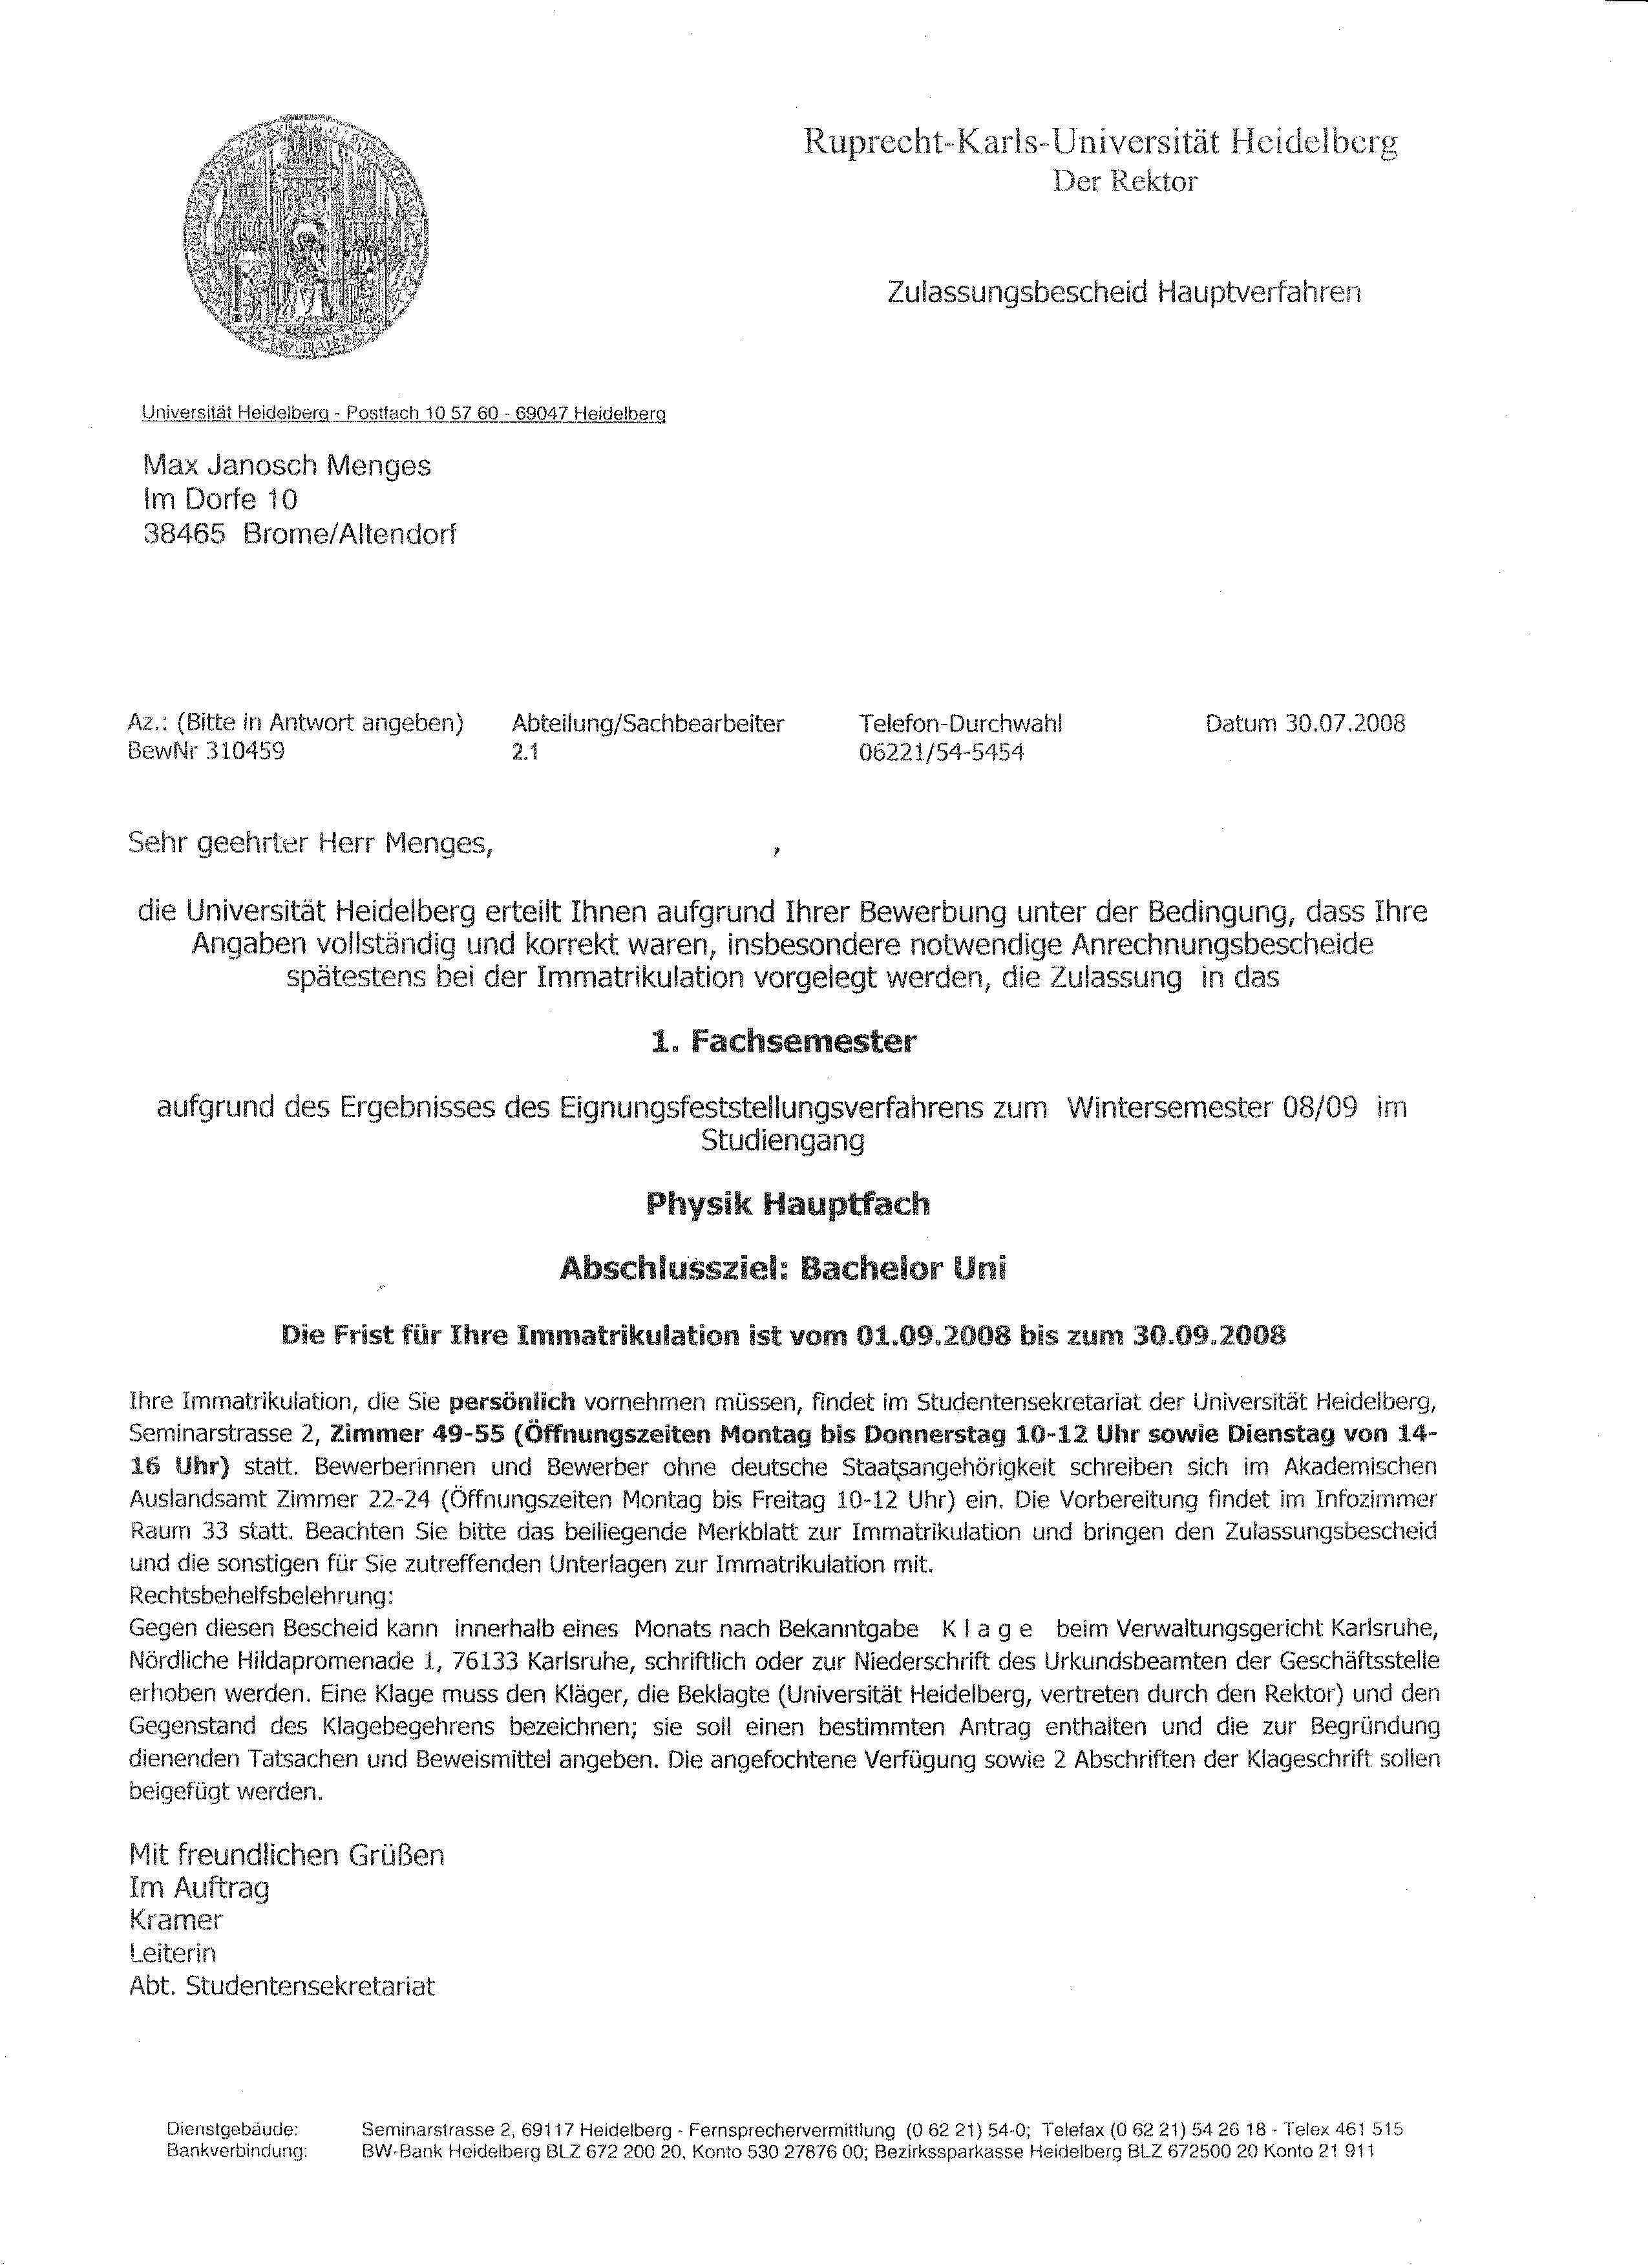 Ruprecht-Karls-Universität Heidelberg
Der Rektor
Zulassungsbescheid Hauptverfahren
Universität Heidelberg - Postfach 10 57 60 - 69047 Heidelberg
Max Janosch Menges
Im Dorfe 10
38465 Brome/Altendorf
Az.: (Bitte in Antwort angeben) Abteilung/Sachbearbeiter Telefon-Durchwahl Datum 30.07.2008
BewNr 310459 2.1 06221/54-5454
Sehr geehrter Herr Menges,
die Universität Heidelberg erteilt Ihnen aufgrund Ihrer Bewerbung unter der Bedingung, dass Ihre
Angaben vollständig und korrekt waren, insbesondere notwendige Anrechnungsbescheide
spätestens bei der Immatrikulation vorgelegt werden, die Zulassung in das
1. Fachsemester
aufgrund des Ergebnisses des Eignungsfeststellungsverfahrens zum Wintersemester 08/09 im
Studiengang
Physik Hauptfach
Abschlussziel: Bachelor Uni
Die Frist für Ihre Immatrikulation ist vom 01.09.2008 bis zum 30.09.2008
Ihre Immatrikulation, die Sie persönlich vornehmen müssen, findet im Studentensekretariat der Universität Heidelberg,
Seminarstrasse 2, Zimmer 49-55 (Öffnungszeiten Montag bis Donnerstag 10-12 Uhr sowie Dienstag von 14-
16 Uhr) statt. Bewerberinnen und Bewerber ohne deutsche Staatsangehörigkeit schreiben sich im Akademischen
Auslandsamt Zimmer 22-24 (Öffnungszeiten Montag bis Freitag 10-12 Uhr) ein. Die Vorbereitung findet im Infozimmer
Raum 33 statt. Beachten Sie bitte das beiliegende Merkblatt zur Immatrikulation und bringen den Zulassungsbescheid
und die sonstigen für Sie zutreffenden Unterlagen zur Immatrikulation mit.
Rechtsbehelfsbelehrung:
Gegen diesen Bescheid kann innerhalb eines Monats nach Bekanntgabe K l a g e beim Verwaltungsgericht Karlsruhe,
Nördliche Hildapromenade 1, 76133 Karlsruhe, schriftlich oder zur Niederschrift des Urkundsbeamten der Geschäftsstelle
erhoben werden. Eine Klage muss den Kläger, die Beklagte (Universität Heidelberg, vertreten durch den Rektor) und den
Gegenstand des Klagebegehrens bezeichnen; sie soll einen bestimmten Antrag enthalten und die zur Begründung
dienenden Tatsachen und Beweismittel angeben. Die angefochtene Verfügung sowie 2 Abschriften der Klageschrift sollen
beigefügt werden.
Mit freundlichen Grüßen
Im Auftrag
Kramer
Leiterin
Abt. Studentensekretariat
Dienstgebäude: Seminarstrasse 2, 69117 Heidelberg - Fernsprechervermittlung (0 62 21) 54-0; Telefax (0 62 21) 54 26 18 - Telex 461 515
Bankverbindung: BW-Bank Heidelberg BLZ 672 200 20, Konto 530 27876 00; Bezirkssparkasse Heidelberg BLZ 672500 20 Konto 21 911